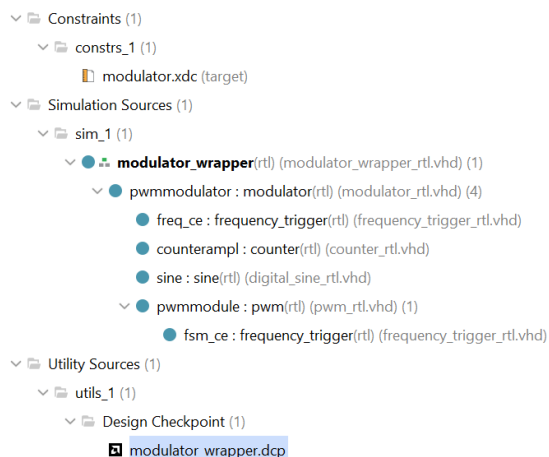 Constraints (1)
constrs_1 (1)
modulator.xdc (target)
Simulation Sources (1)
sim_1 (1)
modulator_wrapper(rtl) (modulator_wrapper_rtl.vhd) (1)
pwmmodulator : modulator(rtl) (modulator_rtl.vhd) (4)
freq_ce : frequency_trigger(rtl) (frequency_trigger_rtl.vhd)
counterampl : counter(rtl) (counter_rtl.vhd)
sine : sine(rtl) (digital_sine_rtl.vhd)
pwmmodule : pwm(rtl) (pwm_rtl.vhd) (1)
fsm_ce : frequency_trigger(rtl) (frequency_trigger_rtl.vhd)
Utility Sources (1)
utils_1 (1)
Design Checkpoint (1)
modulator_wrapper.dcp